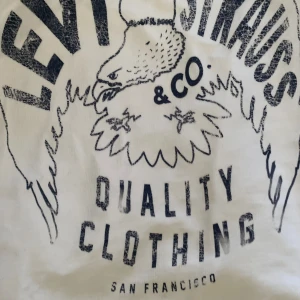 LEVI STRAUSS
& CO.
QUALITY
CLOTHING
SAN FRANCISCO